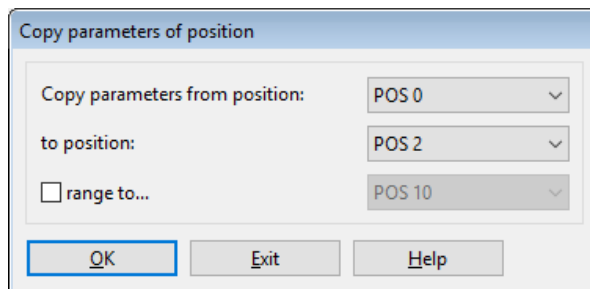 Copy parameters of position
Copy parameters from position: POS 0
to position: POS 2
range to... POS 10
OK Exit Help